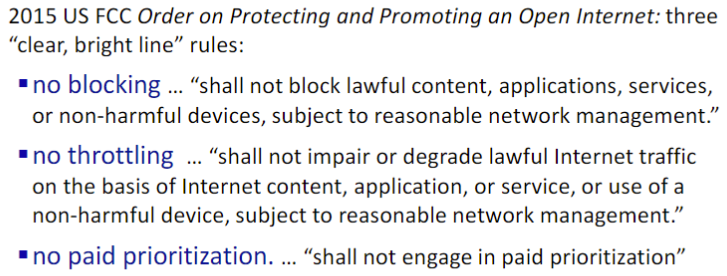 2015 US FCC Order on Protecting and Promoting an Open Internet: three
“clear, bright line” rules:
▪ no blocking … “shall not block lawful content, applications, services,
or non-harmful devices, subject to reasonable network management.”
▪ no throttling … “shall not impair or degrade lawful Internet traffic
on the basis of Internet content, application, or service, or use of a
non-harmful device, subject to reasonable network management.”
▪ no paid prioritization. … “shall not engage in paid prioritization”